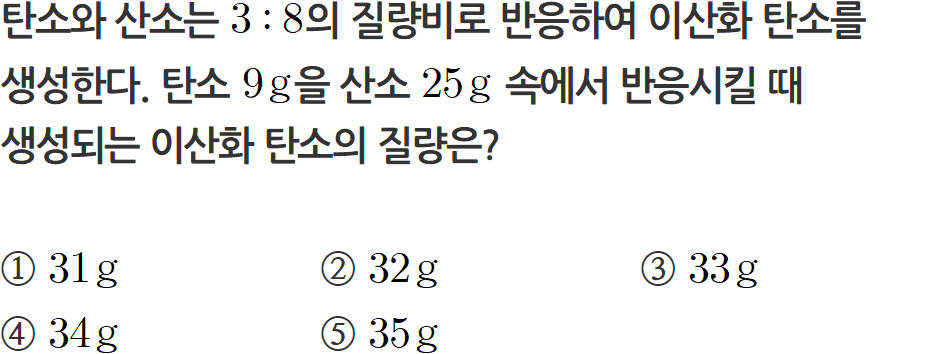 탄소와 산소는 3 : 8의 질량비로 반응하여 이산화 탄소를
생성한다. 탄소 9 g을 산소 25 g 속에서 반응시킬 때
생성되는 이산화 탄소의 질량은?
① 31 g ② 32 g ③ 33 g
④ 34 g ⑤ 35 g